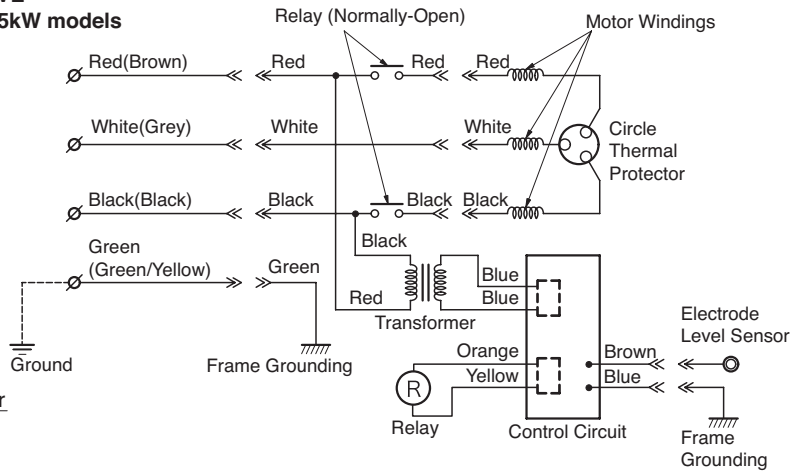 5kW models
Relay (Normally-Open)
Motor Windings
Red(Brown)
Red
Red
Red
White(Grey)
White
White
Circle
Thermal
Protector
Black(Black)
Black
Black
Black
Green
(Green/Yellow)
Green
Black
Red
Blue
Blue
Transformer
Electrode
Level Sensor
Ground
Frame Grounding
Orange
Yellow
Brown
Blue
R
Relay
Control Circuit
Frame
Grounding